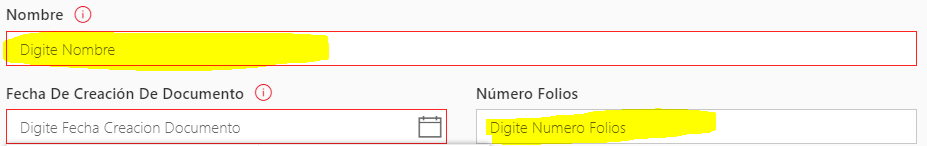 Nombre
Digite Nombre
Fecha De Creación De Documento
Número Folios
Digite Fecha Creacion Documento
Digite Numero Folios